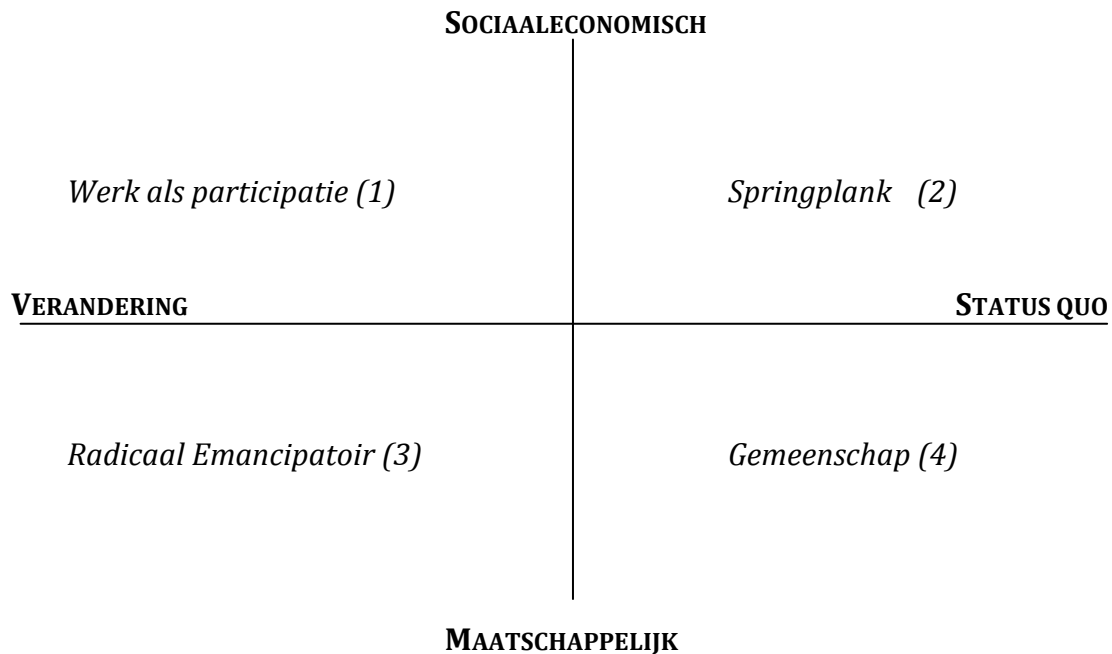 SOCIAALECONOMISCH
Werk als participatie (1)
Springplank (2)
VERANDERING
STATUS QUO
Radicaal Emancipatoir (3)
Gemeenschap (4)
MAATSCHAPPELIJK